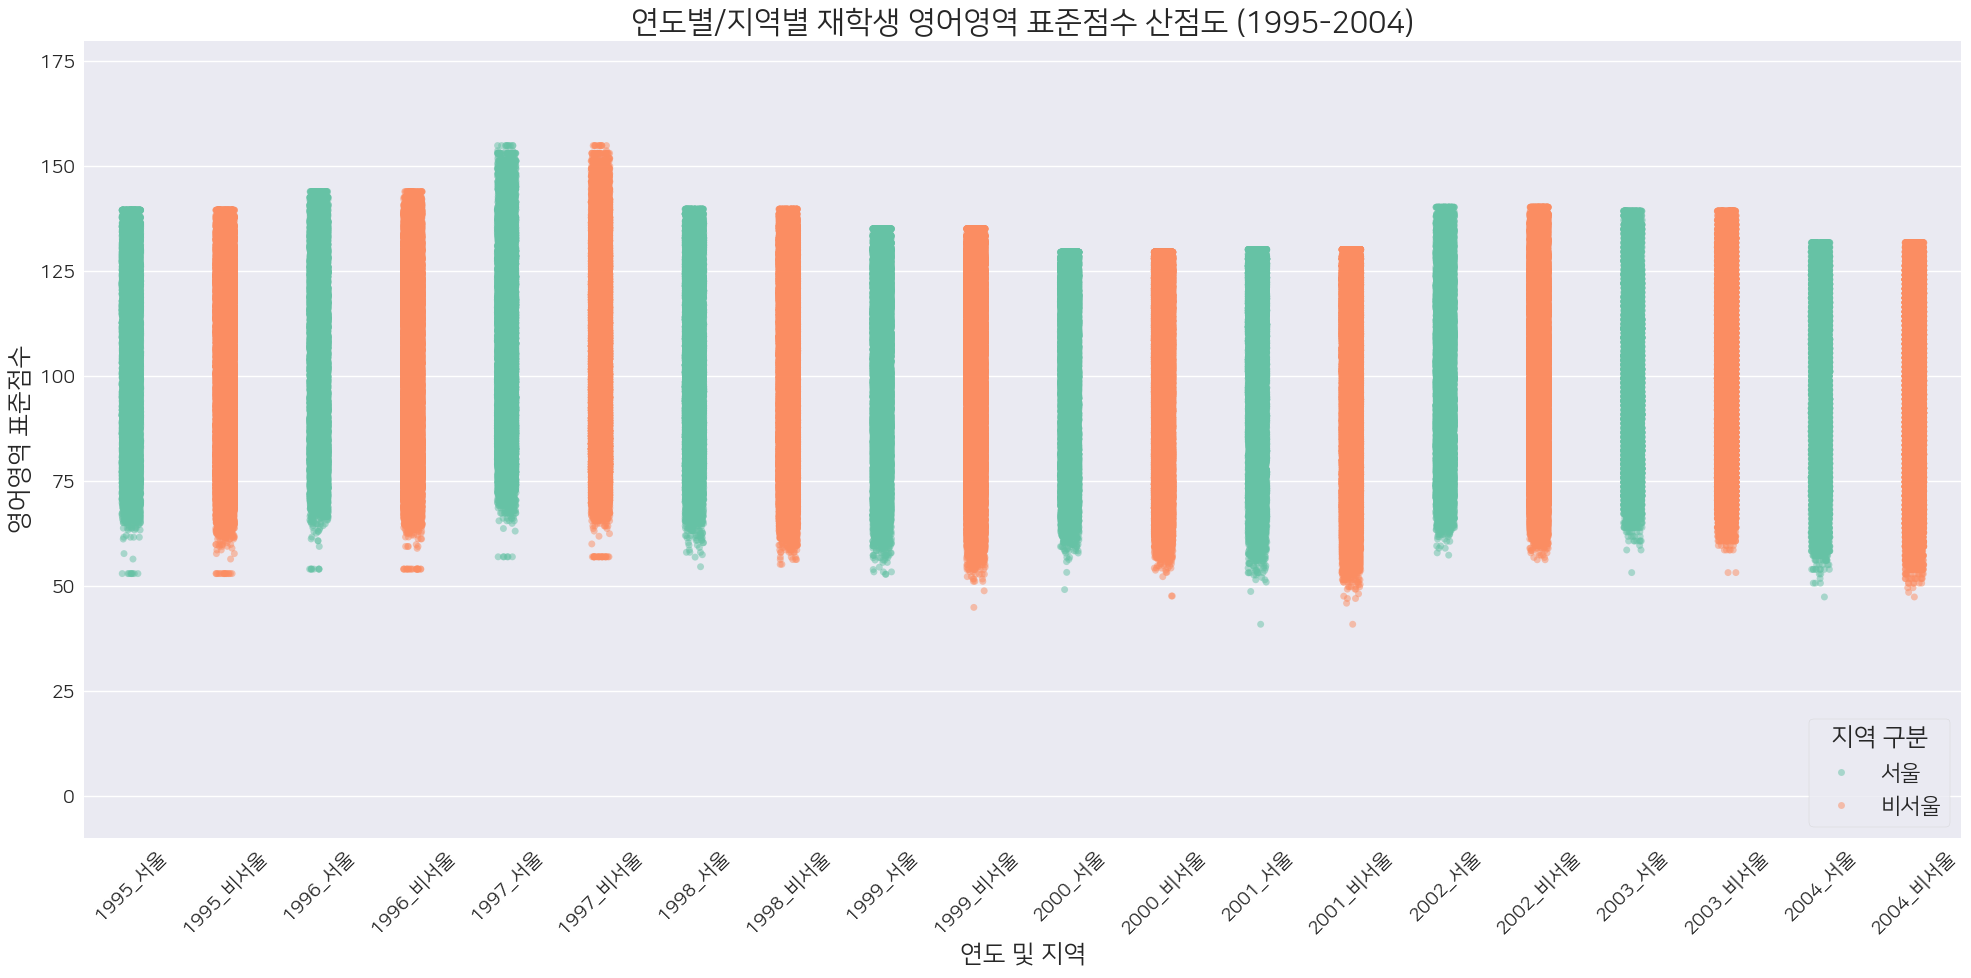 연도별/지역별 재학생 영어영역 표준점수 산점도 (1995-2004)
영어영역 표준점수
175
150
125
100
75
50
25
0
지역 구분
서울
비서울
1995_서울
1995_비서울
1996_서울
1996_비서울
1997_서울
1997_비서울
1998_서울
1998_비서울
1999_서울
1999_비서울
2000_서울
2000_비서울
2001_서울
2001_비서울
2002_서울
2002_비서울
2003_서울
2003_비서울
2004_서울
2004_비서울
연도 및 지역